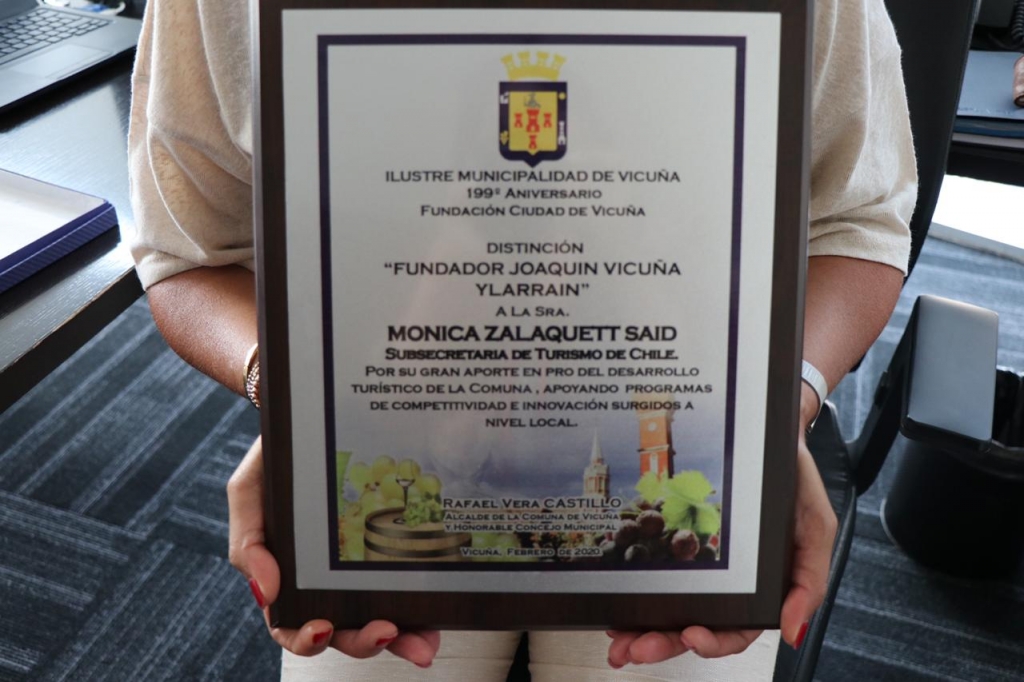 ILUSTRE MUNICIPALIDAD DE VICUÑA
199º ANIVERSARIO
FUNDACIÓN CIUDAD DE VICUÑA
DISTINCIÓN
“FUNDADOR JOAQUIN VICUÑA
YLARRAIN”
A LA SRA.
MONICA ZALAQUETT SAID
SUBSECRETARIA DE TURISMO DE CHILE.
POR SU GRAN APORTE EN PRO DEL DESARROLLO
TURÍSTICO DE LA COMUNA , APOYANDO PROGRAMAS
DE COMPETITIVIDAD E INNOVACIÓN SURGIDOS A
NIVEL LOCAL.
RAFAEL VERA CASTILLO
ALCALDE DE LA COMUNA DE VICUÑA
Y HONORABLE CONCEJO MUNICIPAL
VICUÑA, FEBRERO DE 2020